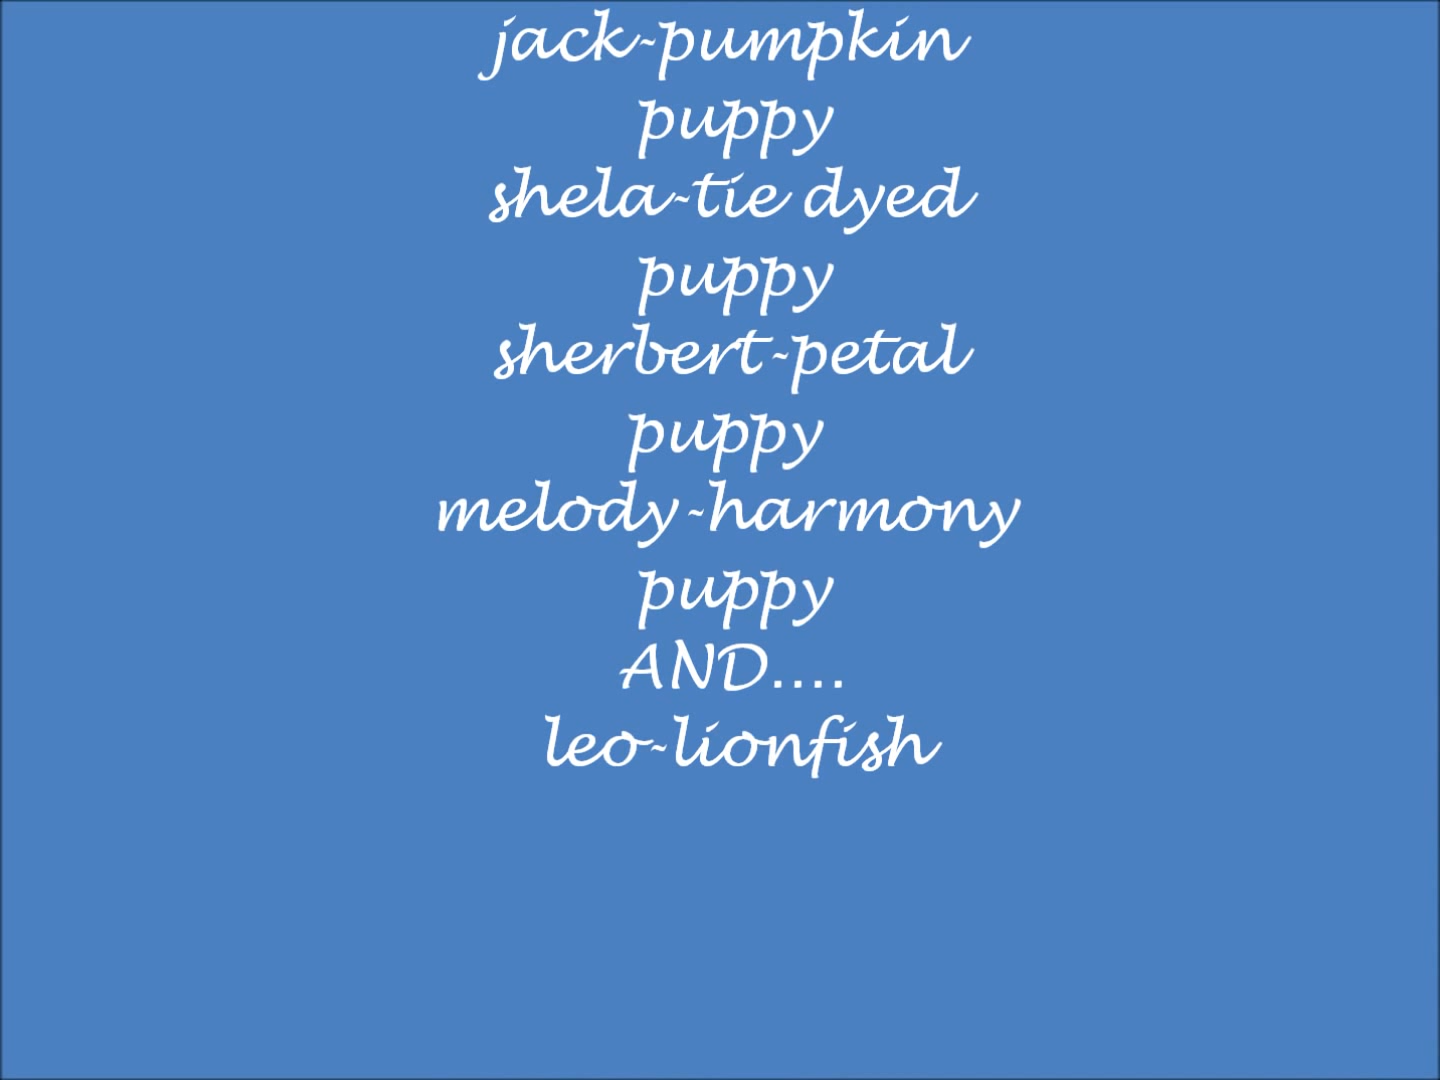 jack-pumpkin
puppy
shela-tie dyed
puppy
sherbert-petal
puppy
melody-harmony
puppy
AND....
leo-lionfish